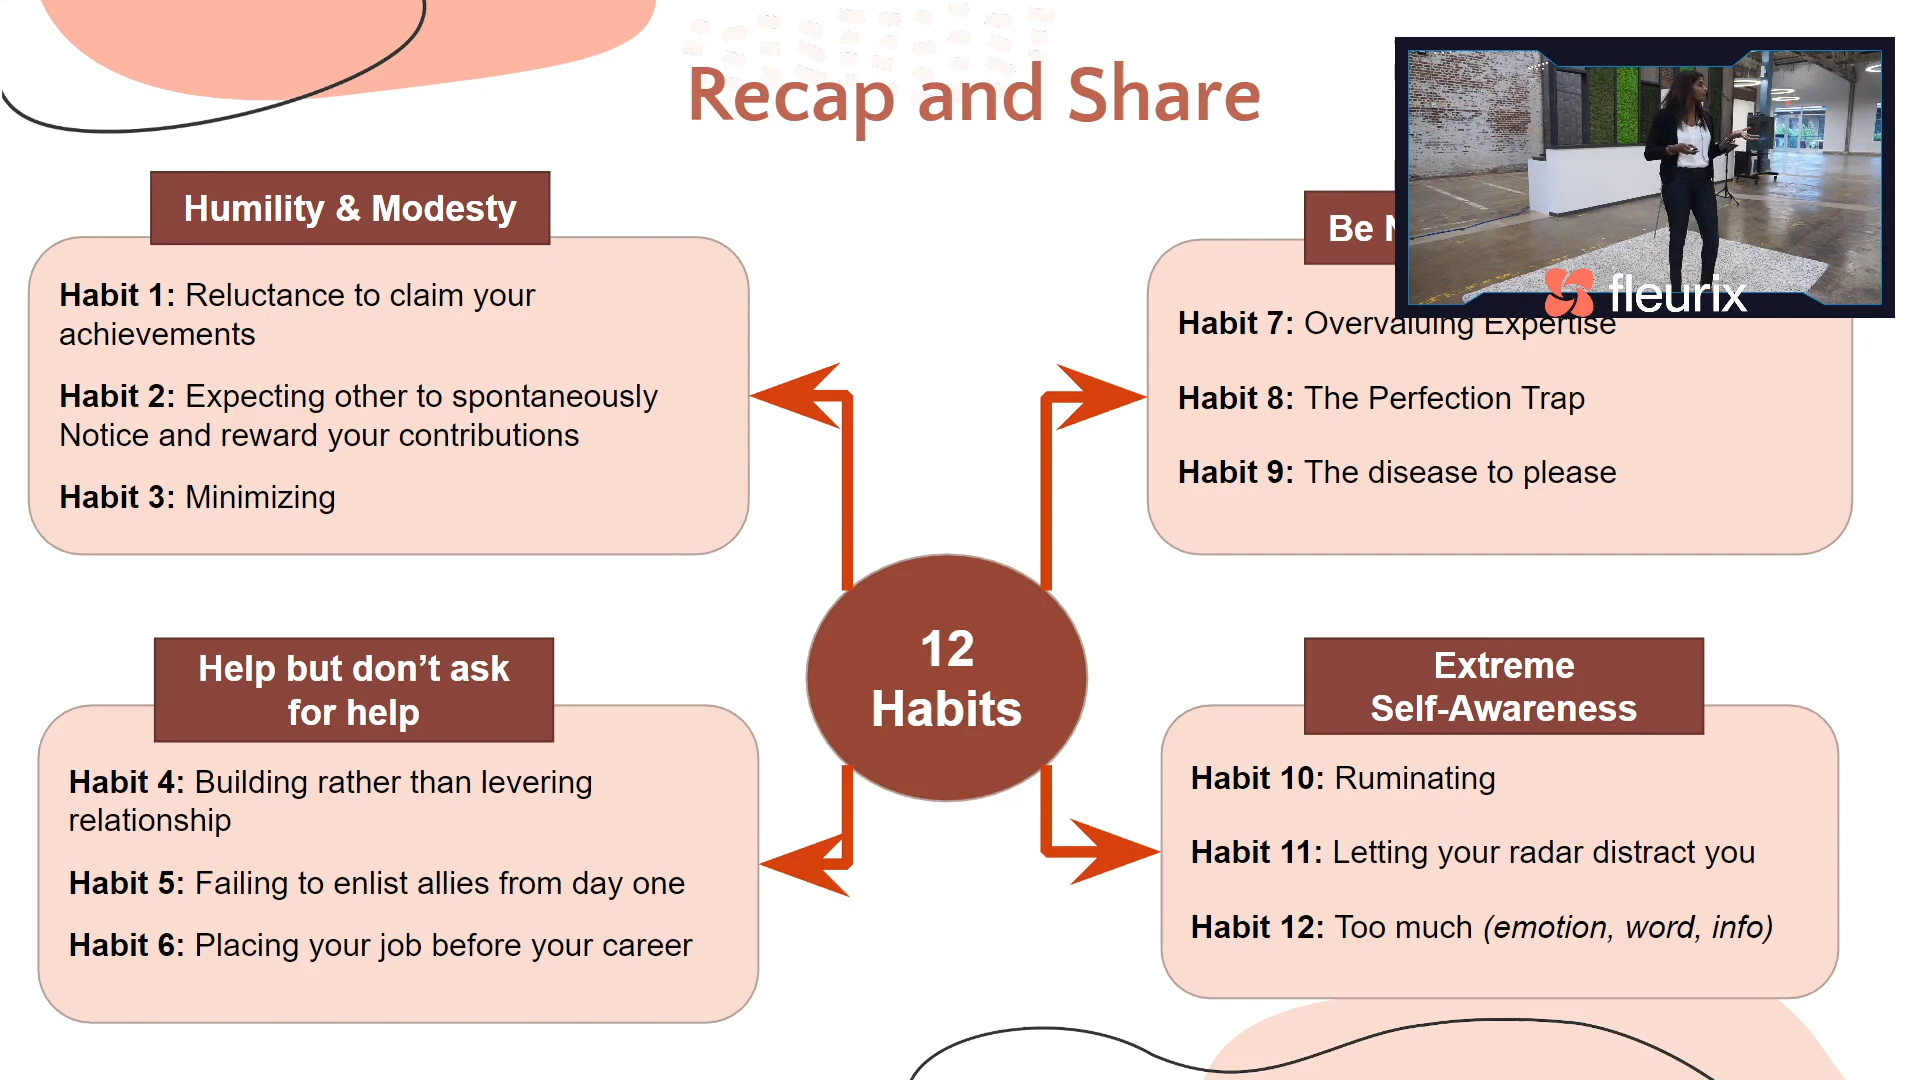 Recap and Share
Humility & Modesty
Habit 1: Reluctance to claim your
achievements
Habit 2: Expecting other to spontaneously
Notice and reward your contributions
Habit 3: Minimizing
Be
Habit 7: Overvaluing Expertise
Habit 8: The Perfection Trap
Habit 9: The disease to please
fleurix
12
Habits
Help but don’t ask
for help
Habit 4: Building rather than levering
relationship
Habit 5: Failing to enlist allies from day one
Habit 6: Placing your job before your career
Extreme
Self-Awareness
Habit 10: Ruminating
Habit 11: Letting your radar distract you
Habit 12: Too much (emotion, word, info)